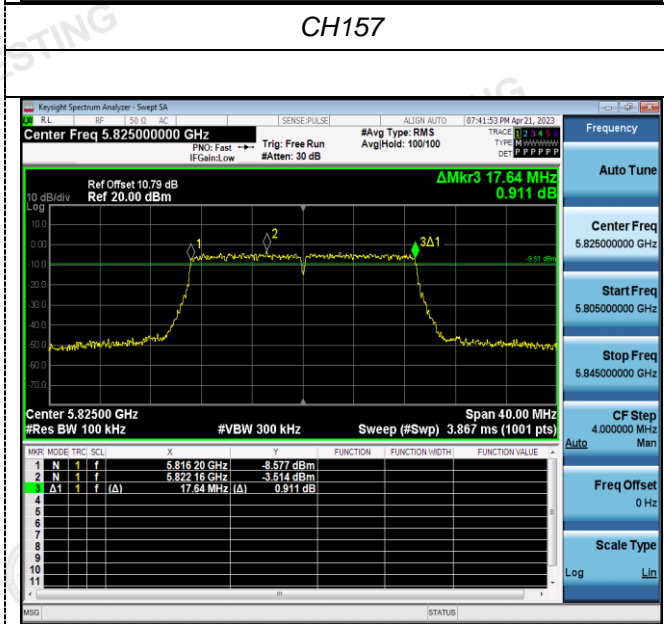 CH157
STING
Keysight Spectrum Analyzer - Swept SA
RL RF 50 Ω AC SENSE:PULSE ALIGN AUTO 07:41:53 PM Apr 21, 2023
Center Freq 5.825000000 GHz
PNO: Fast
IFGain:Low
Trig: Free Run
#Atten: 30 dB
#Avg Type: RMS
Avg|Hold: 100/100
TRACE 1 2 3 4 5 6
TYPE M W W W W W
DET P P P P P P
Frequency
Ref Offset 10.79 dB
10 dB/div Ref 20.00 dBm
Log
ΔMkr3 17.64 MHz
0.911 dB
10.0
0.00
-10.0
-20.0
-30.0
-40.0
-50.0
-60.0
-70.0
1
2
3Δ1
-9.51 dBm
Center 5.82500 GHz Span 40.00 MHz
#Res BW 100 kHz #VBW 300 kHz Sweep (#Swp) 3.867 ms (1001 pts)
MKR MODE TRC SCL X Y FUNCTION FUNCTION WIDTH FUNCTION VALUE
1 N 1 f 5.816 20 GHz -8.577 dBm
2 N 1 f 5.822 16 GHz -3.514 dBm
3 Δ1 1 f (Δ) 17.64 MHz (Δ) 0.911 dB
4
5
6
7
8
9
10
11
MSG STATUS
Auto Tune
Center Freq
5.825000000 GHz
Start Freq
5.805000000 GHz
Stop Freq
5.845000000 GHz
CF Step
4.000000 MHz
Auto Man
Freq Offset
0 Hz
Scale Type
Log Lin